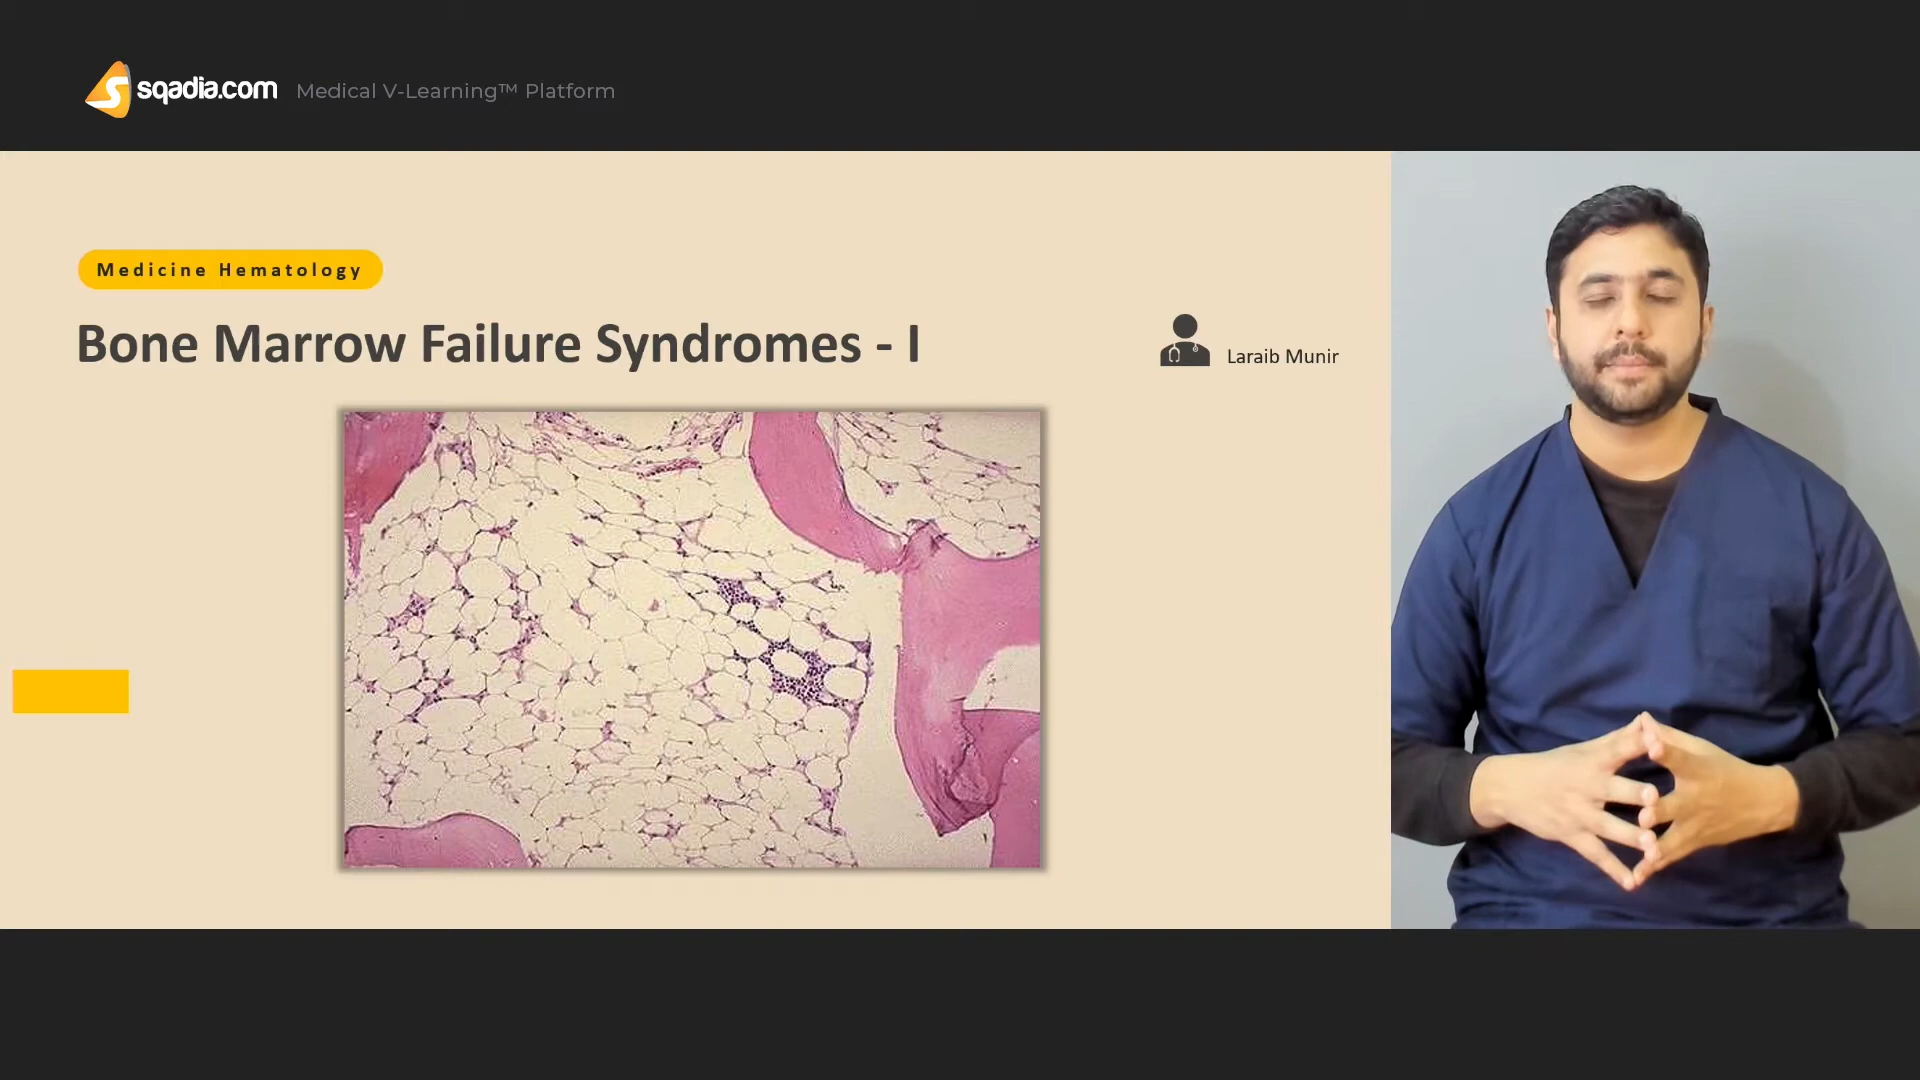 sqadia.com Medical V-Learning™ Platform
Medicine Hematology
Bone Marrow Failure Syndromes - I
Laraib Munir